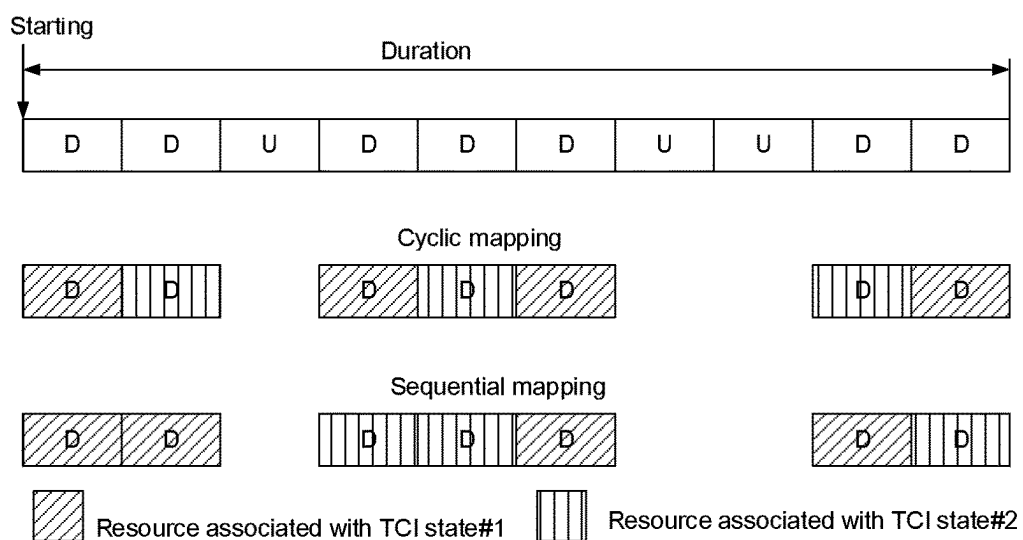 Starting
Duration
D D U D D D U U D D
Cyclic mapping
D D D D D D D
Sequential mapping
D D D D D D D
Resource associated with TCI state#1
Resource associated with TCI state#2